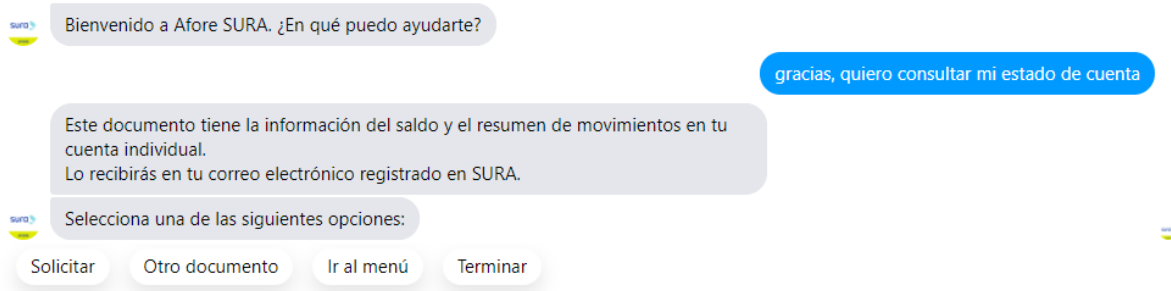 sura
Bienvenido a Afore SURA. ¿En qué puedo ayudarte?
gracias, quiero consultar mi estado de cuenta
Este documento tiene la información del saldo y el resumen de movimientos en tu
cuenta individual.
Lo recibirás en tu correo electrónico registrado en SURA.
sura
Selecciona una de las siguientes opciones:
Solicitar Otro documento Ir al menú Terminar